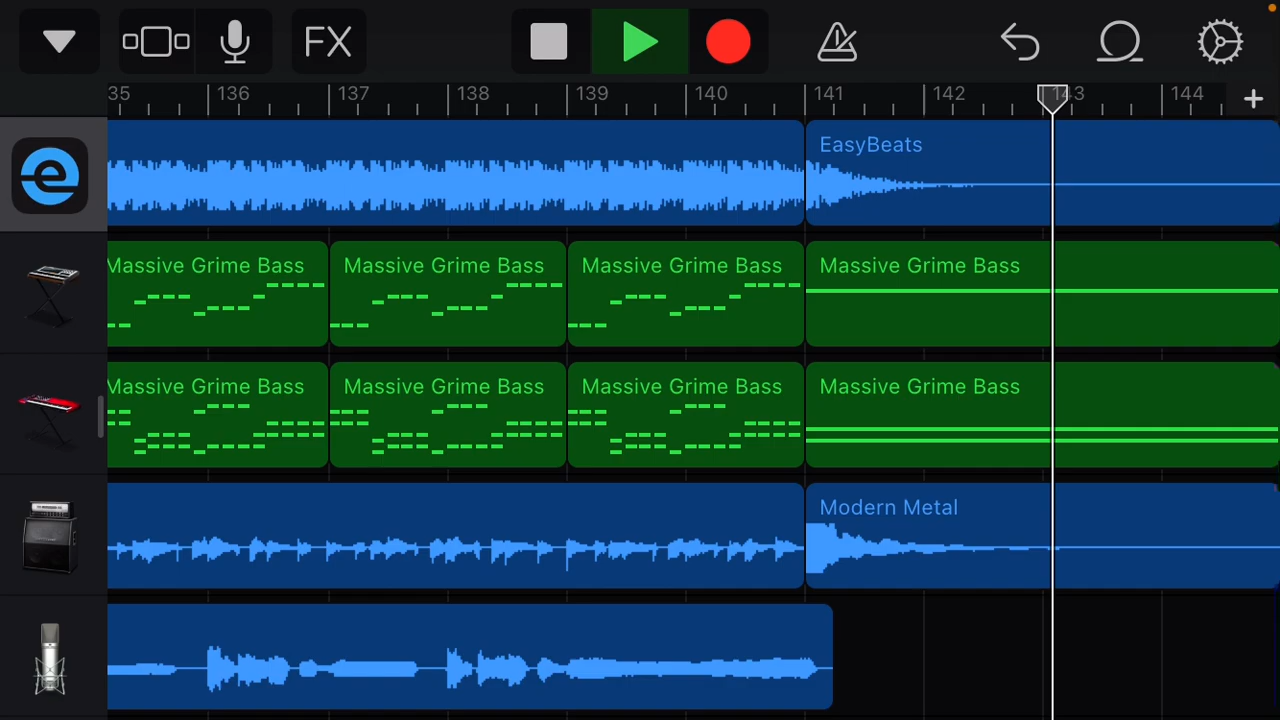 FX
35 136 137 138 139 140 141 142 143 144 +
e
EasyBeats
Massive Grime Bass Massive Grime Bass Massive Grime Bass Massive Grime Bass
Massive Grime Bass Massive Grime Bass Massive Grime Bass Massive Grime Bass
Modern Metal